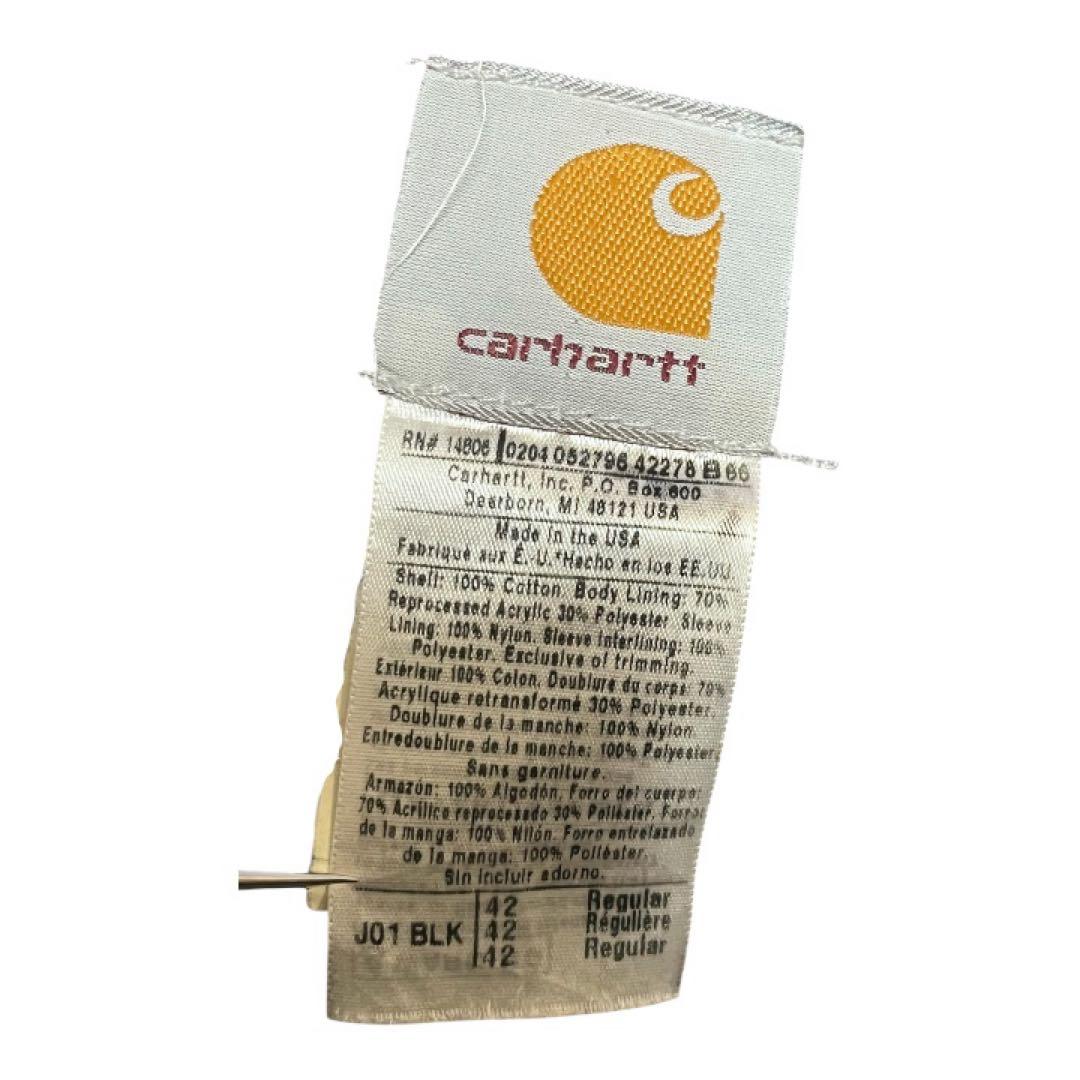 carhartt
RN# 14806 0204 052796 42278 B 66
Carhartt, Inc. P.O. Box 600
Dearborn, MI 48121 USA
Made in the USA
Fabriqué aux É.-U.*Hecho en los EE.UU.
Shell: 100% Cotton, Body Lining: 70%
Reprocessed Acrylic 30% Polyester. Sleeve
Lining: 100% Nylon. Sleeve Interlining: 100%
Polyester. Exclusive of trimming.
Extérieur 100% Coton. Doublure du corps: 70%
Acrylique retransformé 30% Polyester.
Doublure de la manche: 100% Nylon
Entredoublure de la manche: 100% Polyester.
Sans garniture.
Armazón: 100% Algodón. Forro del cuerpo:
70% Acrílico reprocesado 30% Poliéster. Forro
de la manga: 100% Nilón. Forro entrelazado
de la manga: 100% Poliéster.
Sin incluir adorno.
J01 BLK
42 Regular
42 Régulière
42 Regular